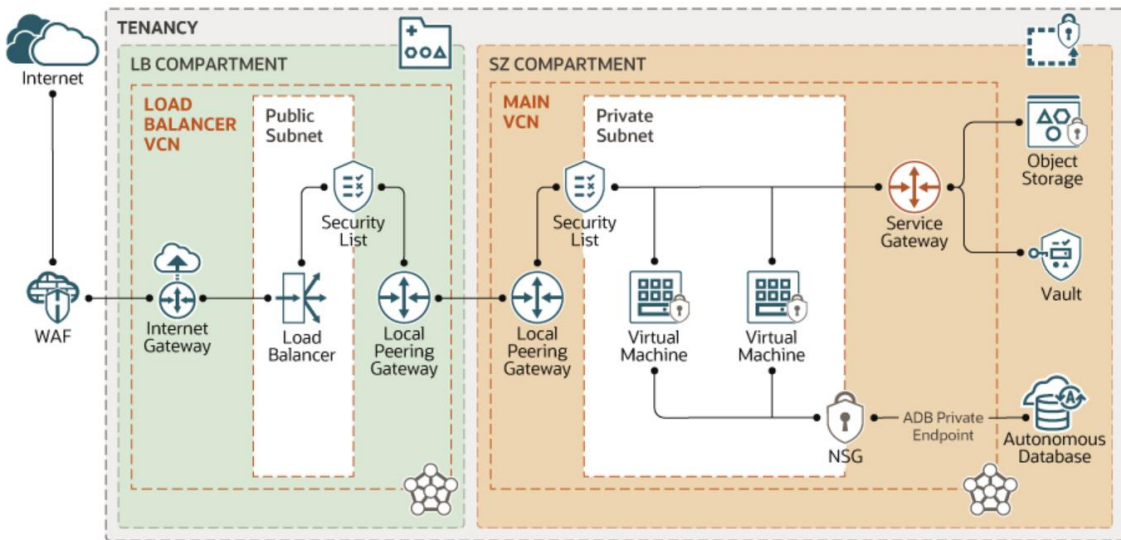 TENANCY
Internet
LB COMPARTMENT
LOAD
BALANCER
VCN
Public
Subnet
Security
List
WAF
Internet
Gateway
Load
Balancer
Local
Peering
Gateway
SZ COMPARTMENT
MAIN
VCN
Private
Subnet
Security
List
Local
Peering
Gateway
Virtual
Machine
Virtual
Machine
NSG
Service
Gateway
Object
Storage
Vault
ADB Private
Endpoint
A
Autonomous
Database